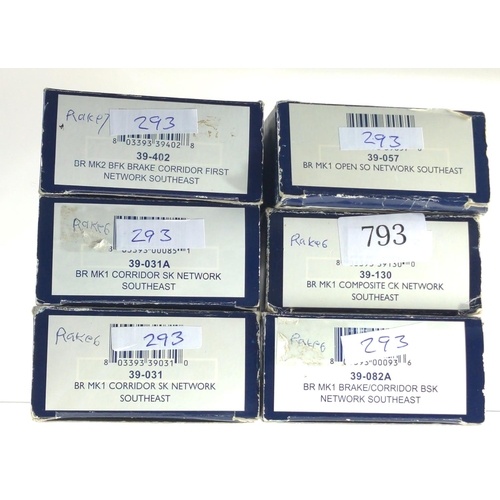 Rake7
293
8 03393 39402 8
39-402
BR MK2 BFK BRAKE CORRIDOR FIRST
NETWORK SOUTHEAST
293
39-057
BR MK1 OPEN SO NETWORK SOUTHEAST
Rake6
293
39-031A
BR MK1 CORRIDOR SK NETWORK
SOUTHEAST
Rake6
793
39-130
BR MK1 COMPOSITE CK NETWORK
SOUTHEAST
Rake6
293
8 03393 39031 0
39-031
BR MK1 CORRIDOR SK NETWORK
SOUTHEAST
Rake6
293
39-082A
BR MK1 BRAKE/CORRIDOR BSK
NETWORK SOUTHEAST